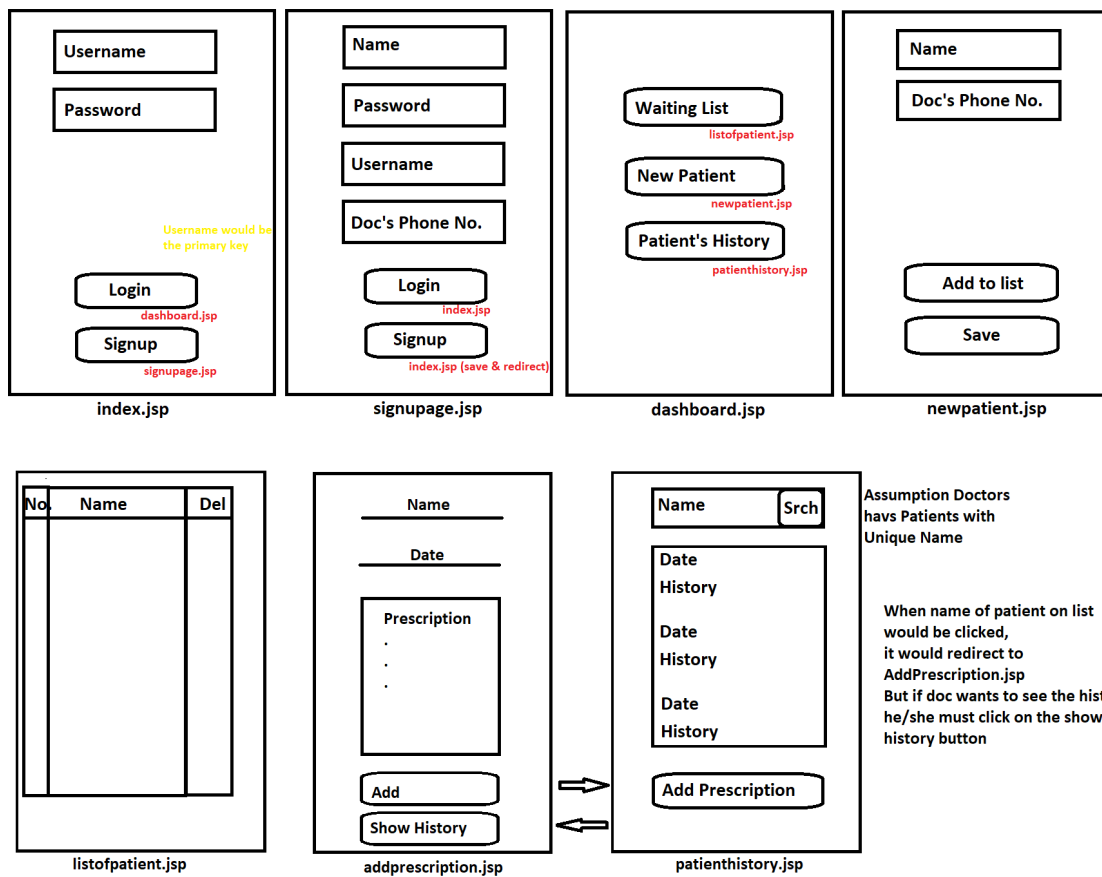 Username
Password
Username would be
the primary key
Login
dashboard.jsp
Signup
signupage.jsp
index.jsp
Name
Password
Username
Doc's Phone No.
Login
index.jsp
Signup
index.jsp (save & redirect)
signupage.jsp
Waiting List
listofpatient.jsp
New Patient
newpatient.jsp
Patient's History
patienthistory.jsp
dashboard.jsp
Name
Doc's Phone No.
Add to list
Save
newpatient.jsp
No. Name Del
listofpatient.jsp
Name
Date
Prescription
.
.
.
Add
Show History
addprescription.jsp
Name Srch
Date
History
Date
History
Date
History
Add Prescription
patienthistory.jsp
Assumption Doctors
havs Patients with
Unique Name
When name of patient on list
would be clicked,
it would redirect to
AddPrescription.jsp
But if doc wants to see the hist
he/she must click on the show
history button